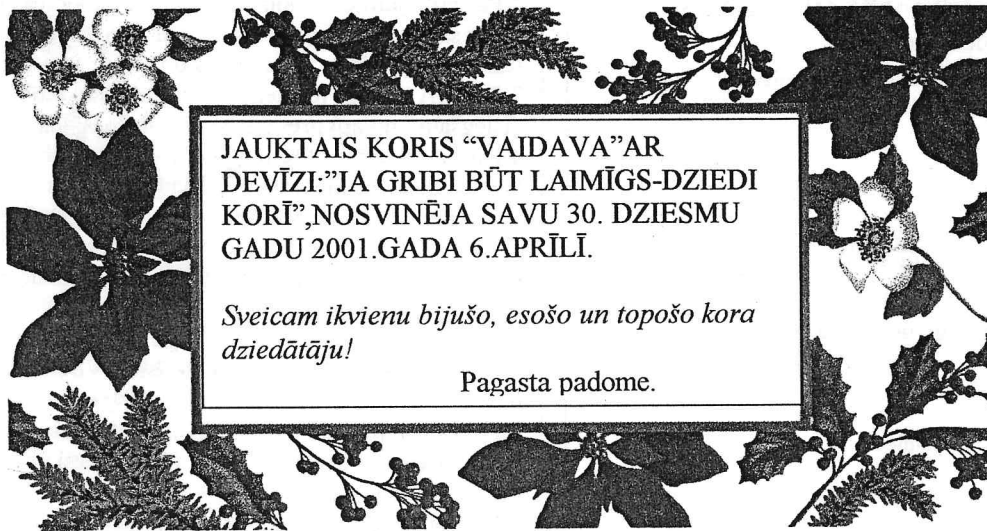 JAUKTAIS KORIS “VAIDAVA”AR
DEVĪZI:”JA GRIBI BŪT LAIMĪGS-DZIEDI
KORĪ”,NOSVINĒJA SAVU 30. DZIESMU
GADU 2001.GADA 6.APRĪLĪ.
Sveicam ikvienu bijušo, esošo un topošo kora
dziedātāju!
Pagasta padome.